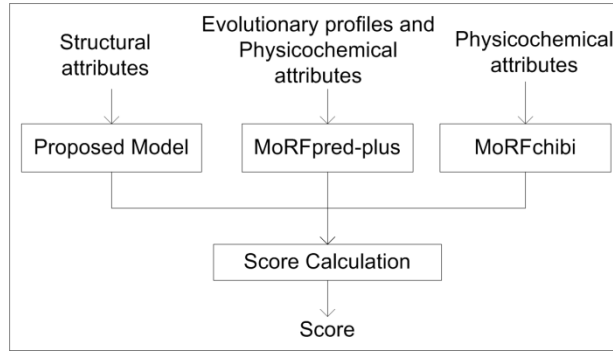 Structural
attributes
Evolutionary profiles and
Physicochemical
attributes
Physicochemical
attributes
Proposed Model
MoRFpred-plus
MoRFchibi
Score Calculation
Score